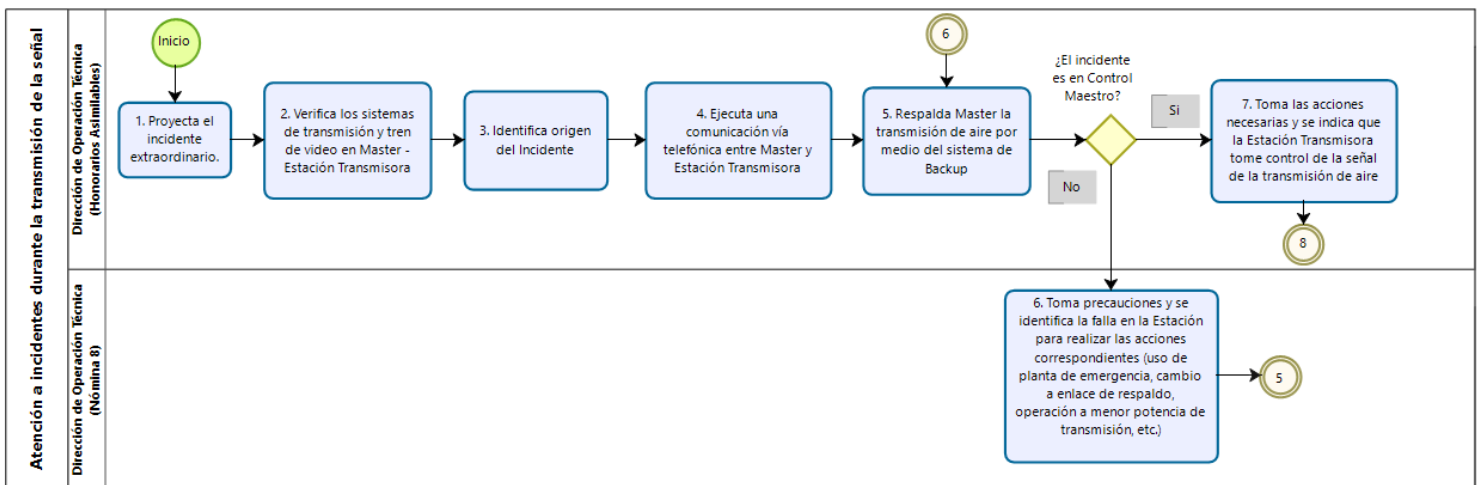 Atención a incidentes durante la transmisión de la señal
Dirección de Operación Técnica
(Honorarios Asimilables)
Inicio
1. Proyecta el
incidente
extraordinario.
2. Verifica los sistemas
de transmisión y tren
de video en Master -
Estación Transmisora
3. Identifica origen
del Incidente
4. Ejecuta una
comunicación vía
telefónica entre Master y
Estación Transmisora
6
5. Respalda Master la
transmisión de aire por
medio del sistema de
Backup
¿El incidente
es en Control
Maestro?
Si
No
7. Toma las acciones
necesarias y se indica que
la Estación Transmisora
tome control de la señal
de la transmisión de aire
8
Dirección de Operación Técnica
(Nómina 8)
6. Toma precauciones y se
identifica la falla en la Estación
para realizar las acciones
correspondientes (uso de
planta de emergencia, cambio
a enlace de respaldo,
operación a menor potencia de
transmisión, etc.)
5